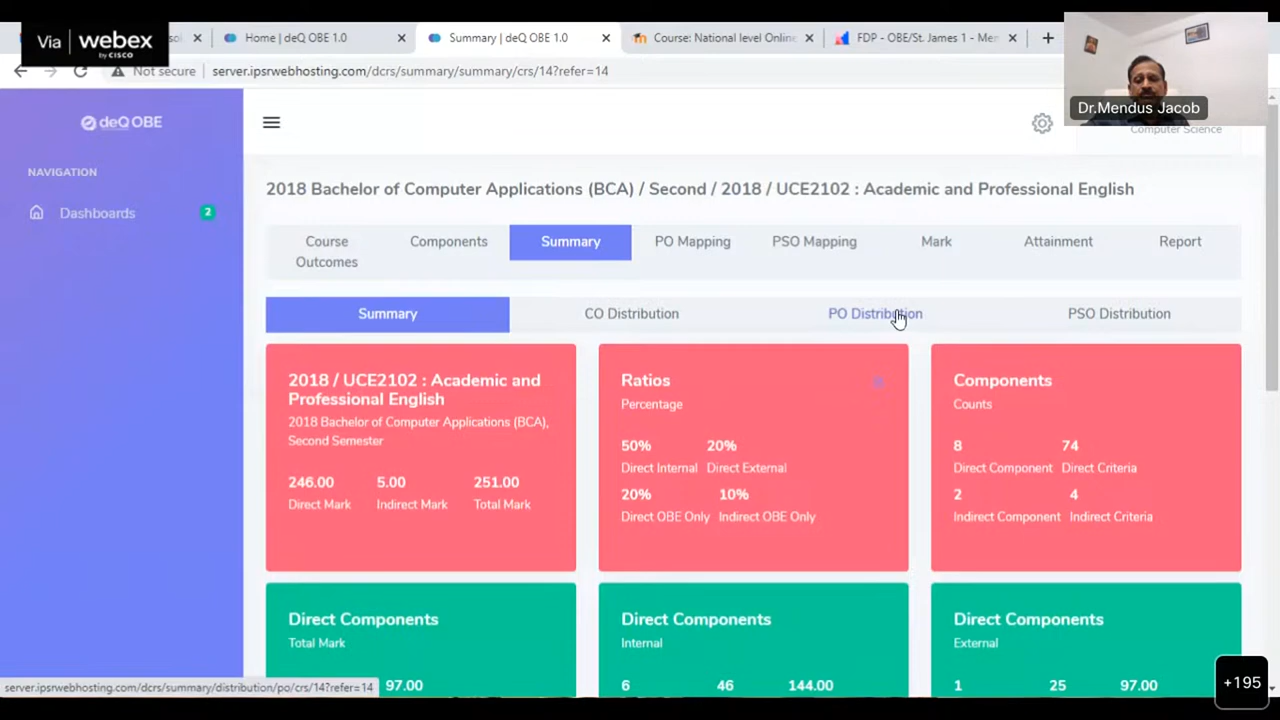 Via webex
by CISCO
Home | deQ OBE 1.0
Summary | deQ OBE 1.0
Course: National level Online
FDP - OBE/St. James 1 - Mer
Not secure
server.ipsrwebhosting.com/dcrs/summary/summary/crs/14?refer=14
Dr.Mendus Jacob
Computer Science
deQ OBE
NAVIGATION
Dashboards
2
2018 Bachelor of Computer Applications (BCA) / Second / 2018 / UCE2102 : Academic and Professional English
Course Outcomes
Components
Summary
PO Mapping
PSO Mapping
Mark
Attainment
Report
Summary
CO Distribution
PO Distribution
PSO Distribution
2018 / UCE2102 : Academic and
Professional English
2018 Bachelor of Computer Applications (BCA),
Second Semester
246.00 5.00 251.00
Direct Mark Indirect Mark Total Mark
Ratios
Percentage
50% 20%
Direct Internal Direct External
20% 10%
Direct OBE Only Indirect OBE Only
Components
Counts
8 74
Direct Component Direct Criteria
2 4
Indirect Component Indirect Criteria
Direct Components
Total Mark
97.00
Direct Components
Internal
6 46 144.00
Direct Components
External
1 25 97.00
server.ipsrwebhosting.com/dcrs/summary/distribution/po/crs/14?refer=14
+195